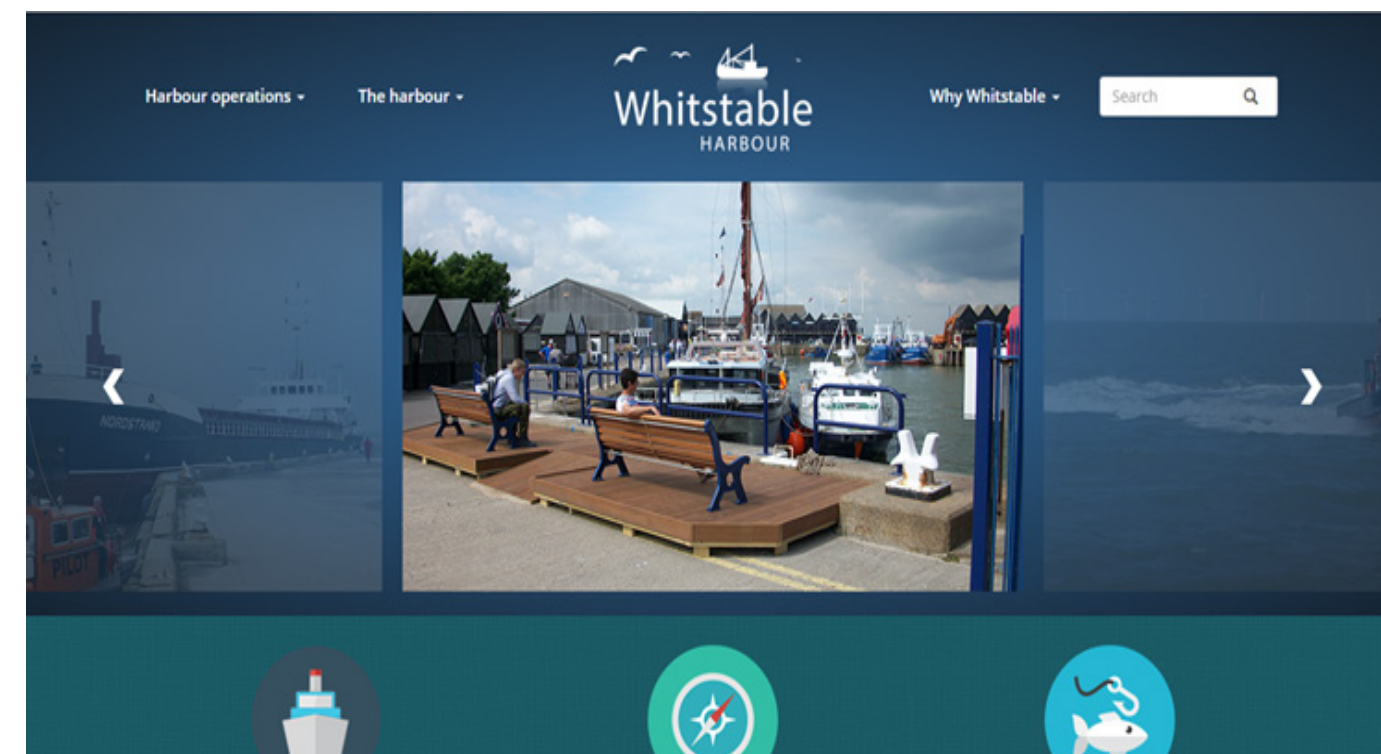 Harbour operations
The harbour
Whitstable
HARBOUR
Why Whitstable
Search
NORDSTRAND
PILOT